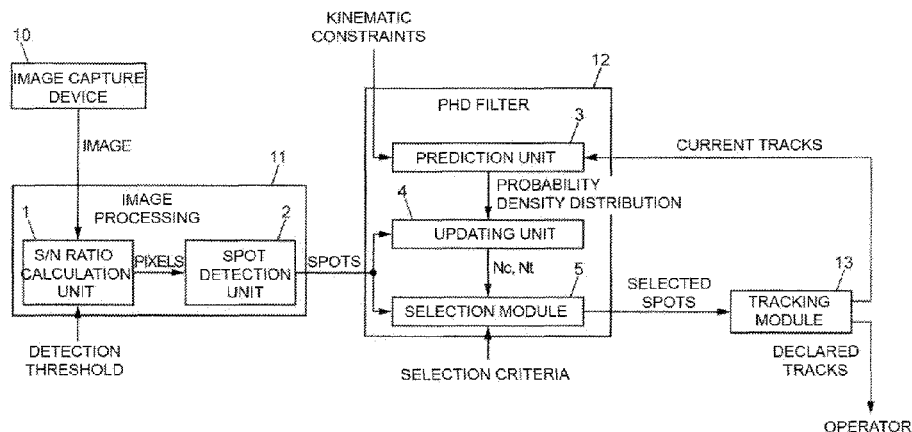 KINEMATIC
CONSTRAINTS
10
IMAGE CAPTURE
DEVICE
12
PHD FILTER
3
IMAGE
11
PREDICTION UNIT
CURRENT TRACKS
PROBABILITY
DENSITY DISTRIBUTION
IMAGE
PROCESSING
1
2
4
S/N RATIO
CALCULATION
UNIT
PIXELS
SPOT
DETECTION
UNIT
SPOTS
UPDATING UNIT
Nc, Nt
5
SELECTION MODULE
SELECTED
SPOTS
13
TRACKING
MODULE
DETECTION
THRESHOLD
SELECTION CRITERIA
DECLARED
TRACKS
OPERATOR